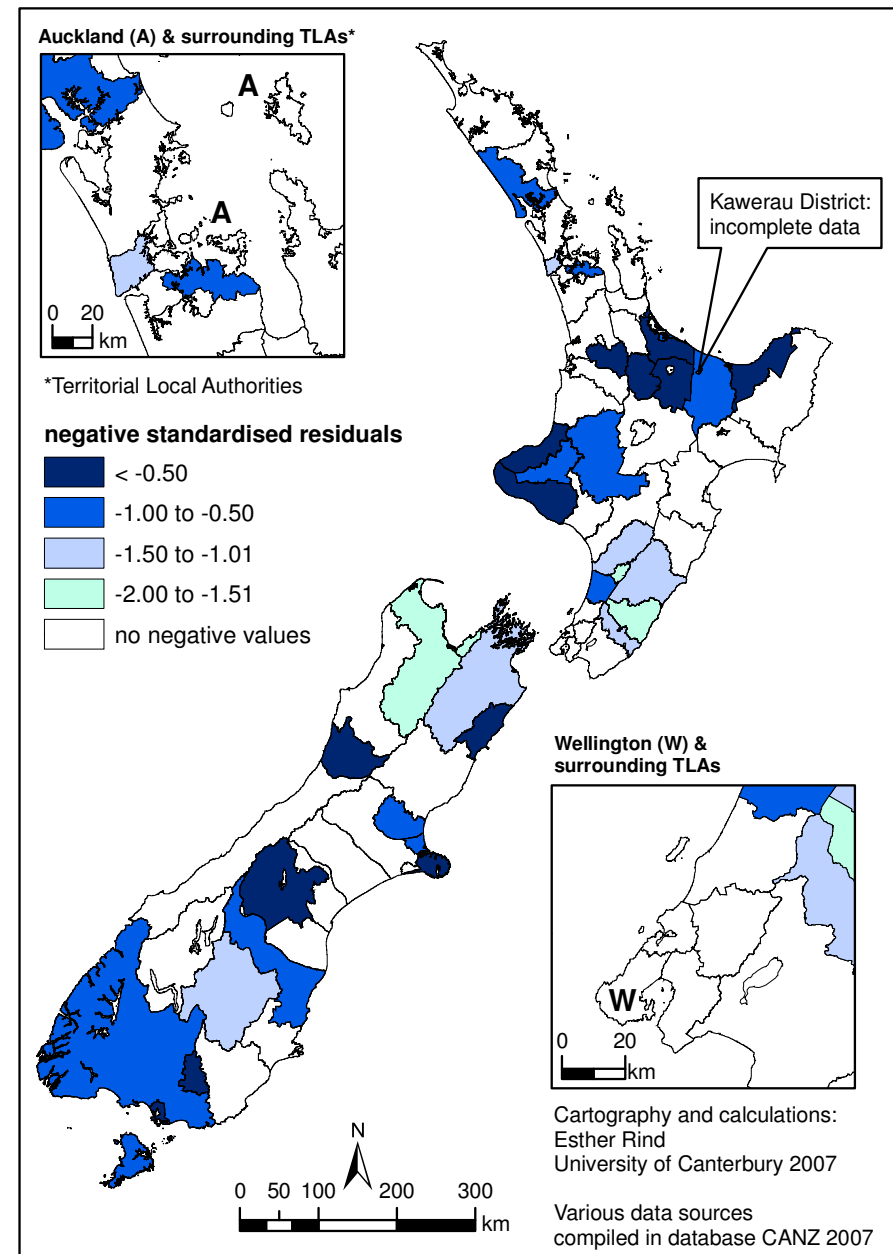 Auckland (A) & surrounding TLAs*
A
A
0 20
km
*Territorial Local Authorities
negative standardised residuals
< -0.50
-1.00 to -0.50
-1.50 to -1.01
-2.00 to -1.51
no negative values
Kawerau District:
incomplete data
Wellington (W) &
surrounding TLAs
W
0 20
km
N
0 50 100 200 300
km
Cartography and calculations:
Esther Rind
University of Canterbury 2007
Various data sources
compiled in database CANZ 2007